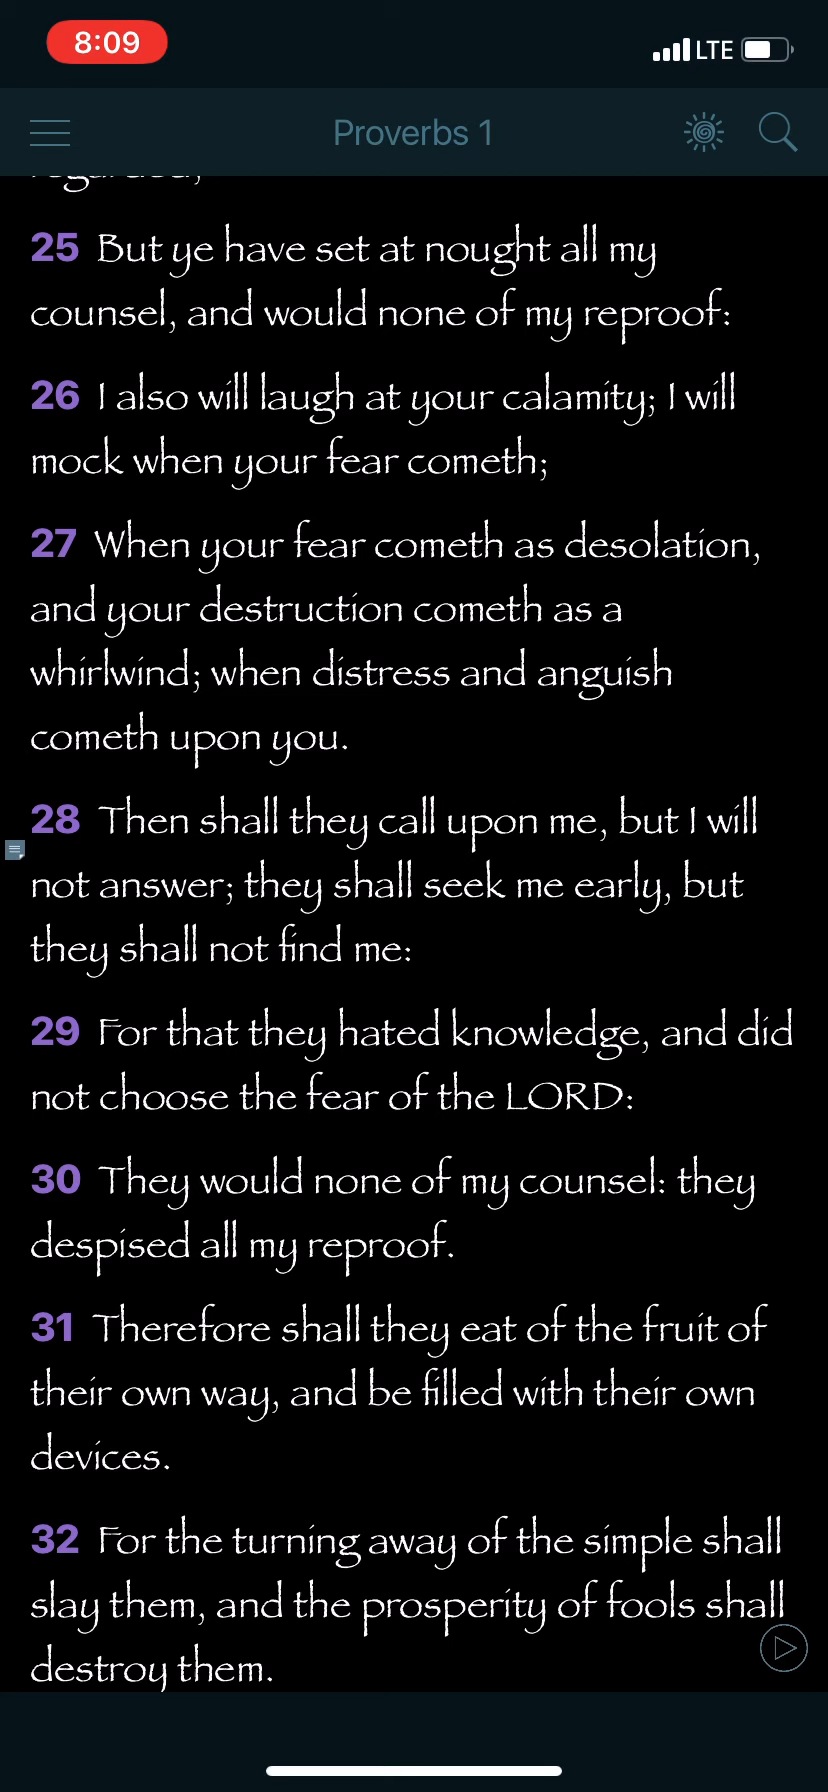 8:09
LTE
Proverbs 1
25 But ye have set at nought all my
counsel, and would none of my reproof:
26 I also will laugh at your calamity; I will
mock when your fear cometh;
27 When your fear cometh as desolation,
and your destruction cometh as a
whirlwind; when distress and anguish
cometh upon you.
28 Then shall they call upon me, but I will
not answer; they shall seek me early, but
they shall not find me:
29 For that they hated knowledge, and did
not choose the fear of the LORD:
30 They would none of my counsel: they
despised all my reproof.
31 Therefore shall they eat of the fruit of
their own way, and be filled with their own
devices.
32 For the turning away of the simple shall
slay them, and the prosperity of fools shall
destroy them.